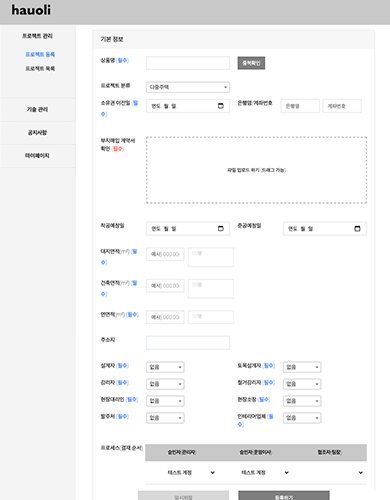 hauoli
프로젝트 관리
프로젝트 등록
프로젝트 목록
기술 관리
공지사항
마이페이지
기본 정보
상품명 (필수)
중복확인
프로젝트 분류
다중주택
소유권 이전일 (필수)
연도. 월. 일.
은행명/계좌번호
은행명
계좌번호
부지매입 계약서 확인 (필수)
파일 업로드 하기 (드래그 가능)
착공예정일
연도. 월. 일.
준공예정일
연도. 월. 일.
대지면적(m²) (필수)
예시) 000.00
건축면적(m²) (필수)
예시) 000.00
연면적(m²) (필수)
예시) 000.00
주소지
설계자 (필수)
없음
토목설계자 (필수)
없음
감리자 (필수)
없음
철거감리자 (필수)
없음
현장대리인 (필수)
없음
현장소장 (필수)
없음
발주처 (필수)
없음
인테리어업체 (필수)
없음
프로세스(결재 순서)
승인자(관리자)
승인자(운영이사)
협조자(팀장)
테스트 계정
테스트 계정
임시저장
등록하기